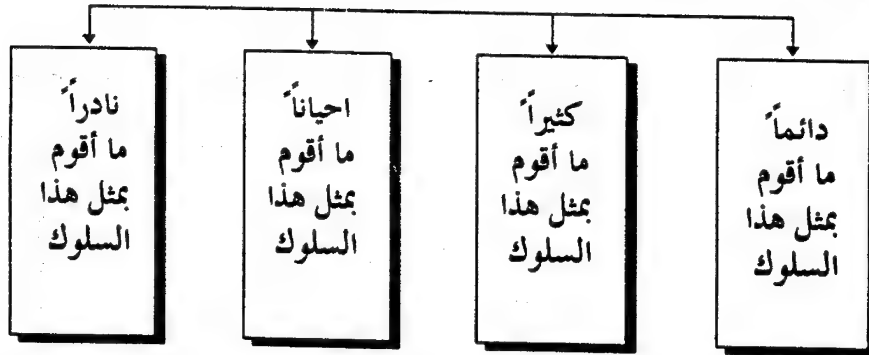 دائماً
ما أقوم
بمثل هذا
السلوك
كثيراً
ما أقوم
بمثل هذا
السلوك
احياناً
ما أقوم
بمثل هذا
السلوك
نادراً
ما أقوم
بمثل هذا
السلوك